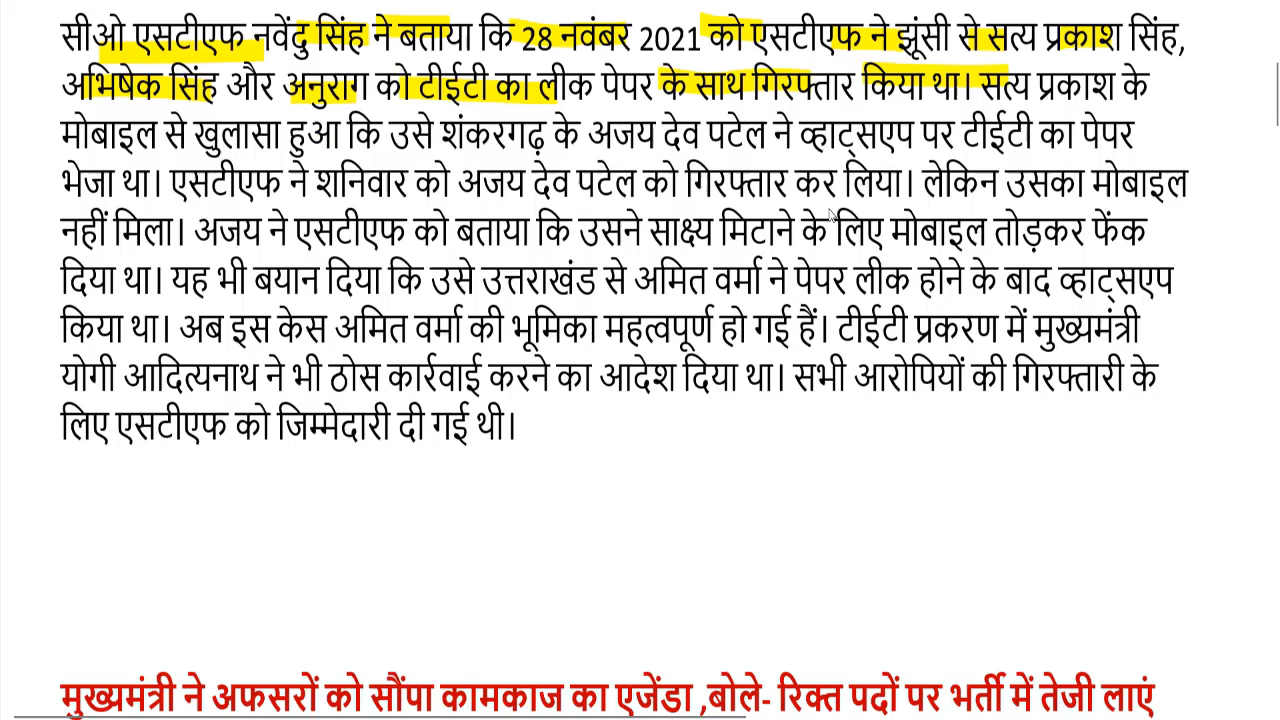 सीओ एसटीएफ नवेंदु सिंह ने बताया कि 28 नवंबर 2021 को एसटीएफ ने झूंसी से सत्य प्रकाश सिंह,
अभिषेक सिंह और अनुराग को टीईटी का लीक पेपर के साथ गिरफ्तार किया था। सत्य प्रकाश के
मोबाइल से खुलासा हुआ कि उसे शंकरगढ़ के अजय देव पटेल ने व्हाट्सएप पर टीईटी का पेपर
भेजा था। एसटीएफ ने शनिवार को अजय देव पटेल को गिरफ्तार कर लिया। लेकिन उसका मोबाइल
नहीं मिला। अजय ने एसटीएफ को बताया कि उसने साक्ष्य मिटाने के लिए मोबाइल तोड़कर फेंक
दिया था। यह भी बयान दिया कि उसे उत्तराखंड से अमित वर्मा ने पेपर लीक होने के बाद व्हाट्सएप
किया था। अब इस केस अमित वर्मा की भूमिका महत्वपूर्ण हो गई हैं। टीईटी प्रकरण में मुख्यमंत्री
योगी आदित्यनाथ ने भी ठोस कार्रवाई करने का आदेश दिया था। सभी आरोपियों की गिरफ्तारी के
लिए एसटीएफ को जिम्मेदारी दी गई थी।
मुख्यमंत्री ने अफसरों को सौंपा कामकाज का एजेंडा ,बोले- रिक्त पदों पर भर्ती में तेजी लाएं